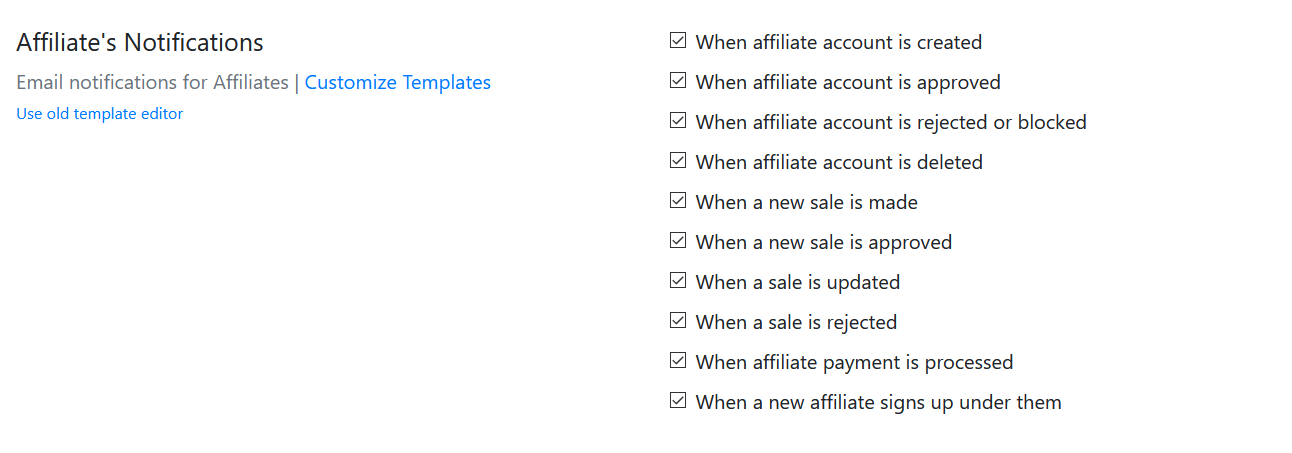 Affiliate's Notifications
Email notifications for Affiliates | Customize Templates
Use old template editor
When affiliate account is created
When affiliate account is approved
When affiliate account is rejected or blocked
When affiliate account is deleted
When a new sale is made
When a new sale is approved
When a sale is updated
When a sale is rejected
When affiliate payment is processed
When a new affiliate signs up under them